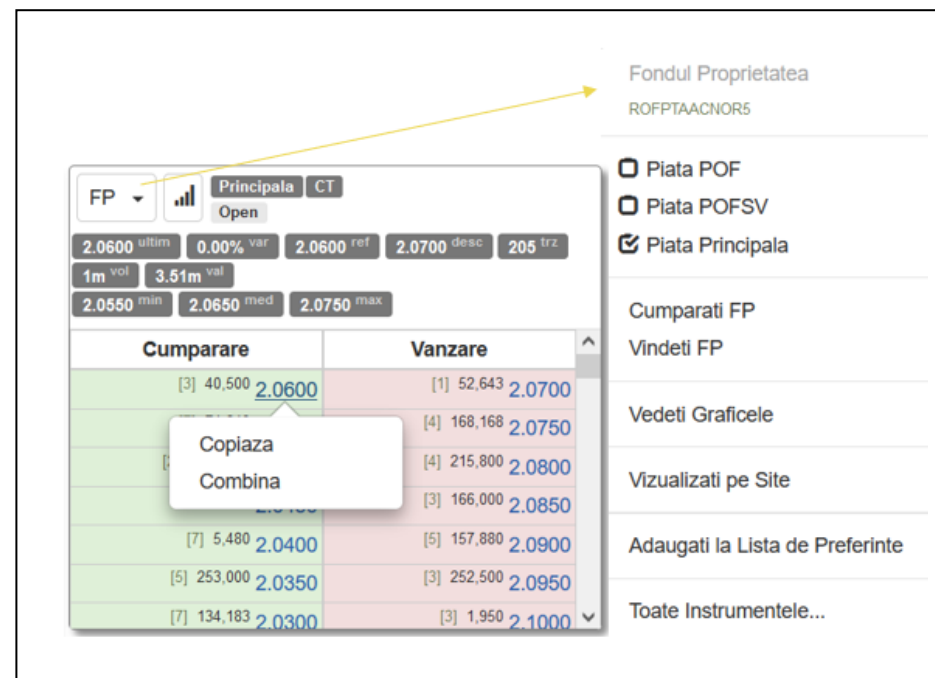 Fondul Proprietatea
ROFPTAACNOR5
Piata POF
Piata POFSV
Piata Principala
Cumparati FP
Vindeti FP
Vedeti Graficele
Vizualizati pe Site
Adaugati la Lista de Preferinte
Toate Instrumentele...
FP Principala CT
Open
2.0600 ultim 0.00% var 2.0600 ref 2.0700 desc 205 trz
1m vol 3.51m val
2.0550 min 2.0650 med 2.0750 max
Cumparare Vanzare
[3] 40,500 2.0600 [1] 52,643 2.0700
[4] 168,168 2.0750
Copiaza
[4] 215,800 2.0800
Combina
[3] 166,000 2.0850
[7] 5,480 2.0400 [5] 157,880 2.0900
[5] 253,000 2.0350 [3] 252,500 2.0950
[7] 134,183 2.0300 [3] 1,950 2.1000